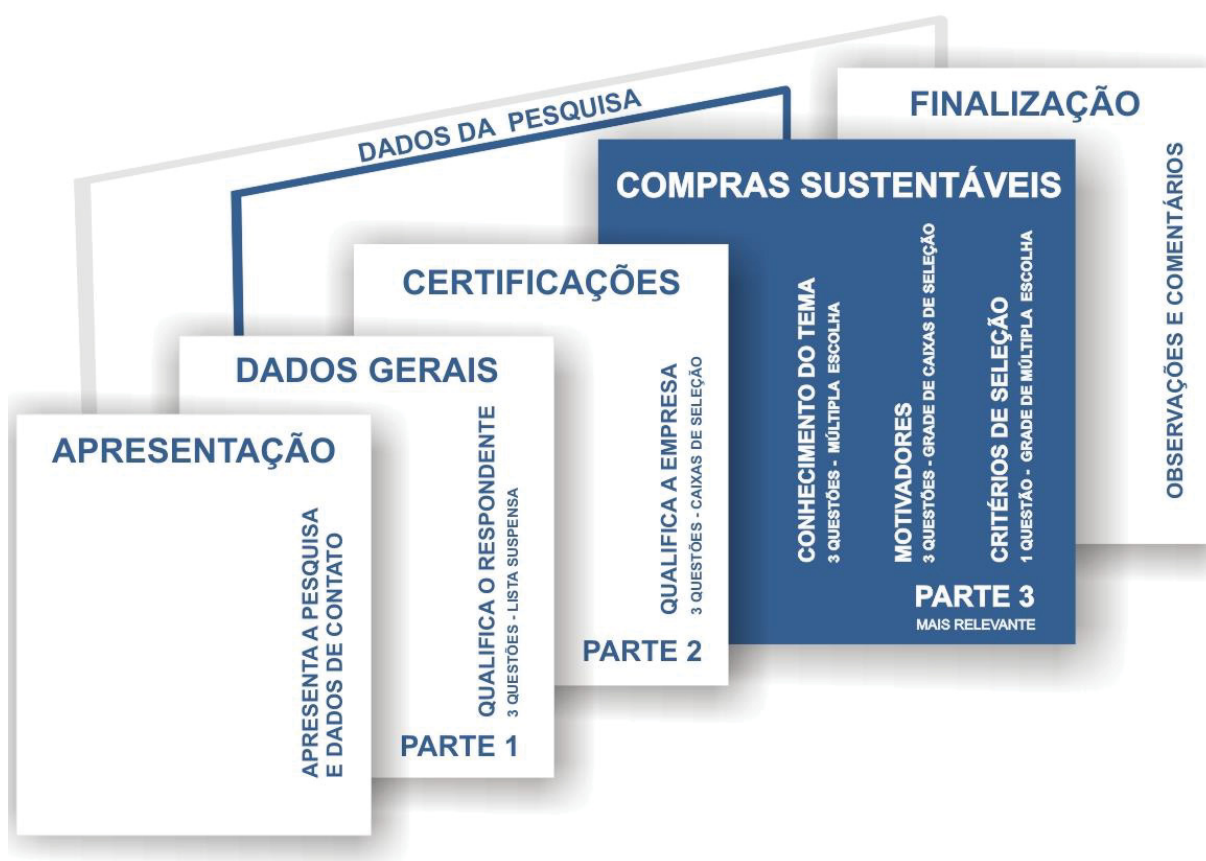 DADOS DA PESQUISA
APRESENTAÇÃO
APRESENTA A PESQUISA
E DADOS DE CONTATO
DADOS GERAIS
QUALIFICA O RESPONDENTE
3 QUESTÕES - LISTA SUSPENSA
PARTE 1
CERTIFICAÇÕES
QUALIFICA A EMPRESA
3 QUESTÕES - CAIXAS DE SELEÇÃO
PARTE 2
COMPRAS SUSTENTÁVEIS
CONHECIMENTO DO TEMA
3 QUESTÕES - MÚLTIPLA ESCOLHA
MOTIVADORES
3 QUESTÕES - GRADE DE CAIXAS DE SELEÇÃO
CRITÉRIOS DE SELEÇÃO
1 QUESTÃO - GRADE DE MÚLTIPLA ESCOLHA
PARTE 3
MAIS RELEVANTE
FINALIZAÇÃO
OBSERVAÇÕES E COMENTÁRIOS